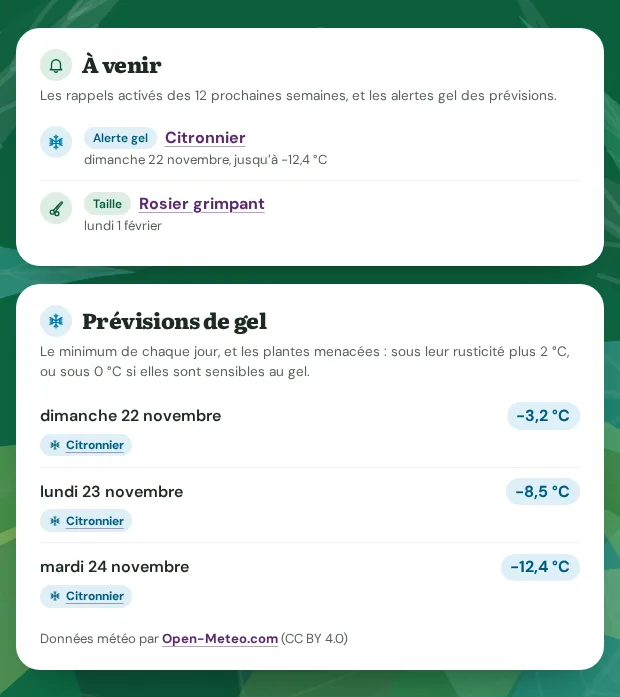 À venir
Les rappels activés des 12 prochaines semaines, et les alertes gel des prévisions.
Alerte gel Citronnier
dimanche 22 novembre, jusqu'à -12,4 °C
Taille Rosier grimpant
lundi 1 février
Prévisions de gel
Le minimum de chaque jour, et les plantes menacées : sous leur rusticité plus 2 °C,
ou sous 0 °C si elles sont sensibles au gel.
dimanche 22 novembre -3,2 °C
Citronnier
lundi 23 novembre -8,5 °C
Citronnier
mardi 24 novembre -12,4 °C
Citronnier
Données météo par Open-Meteo.com (CC BY 4.0)